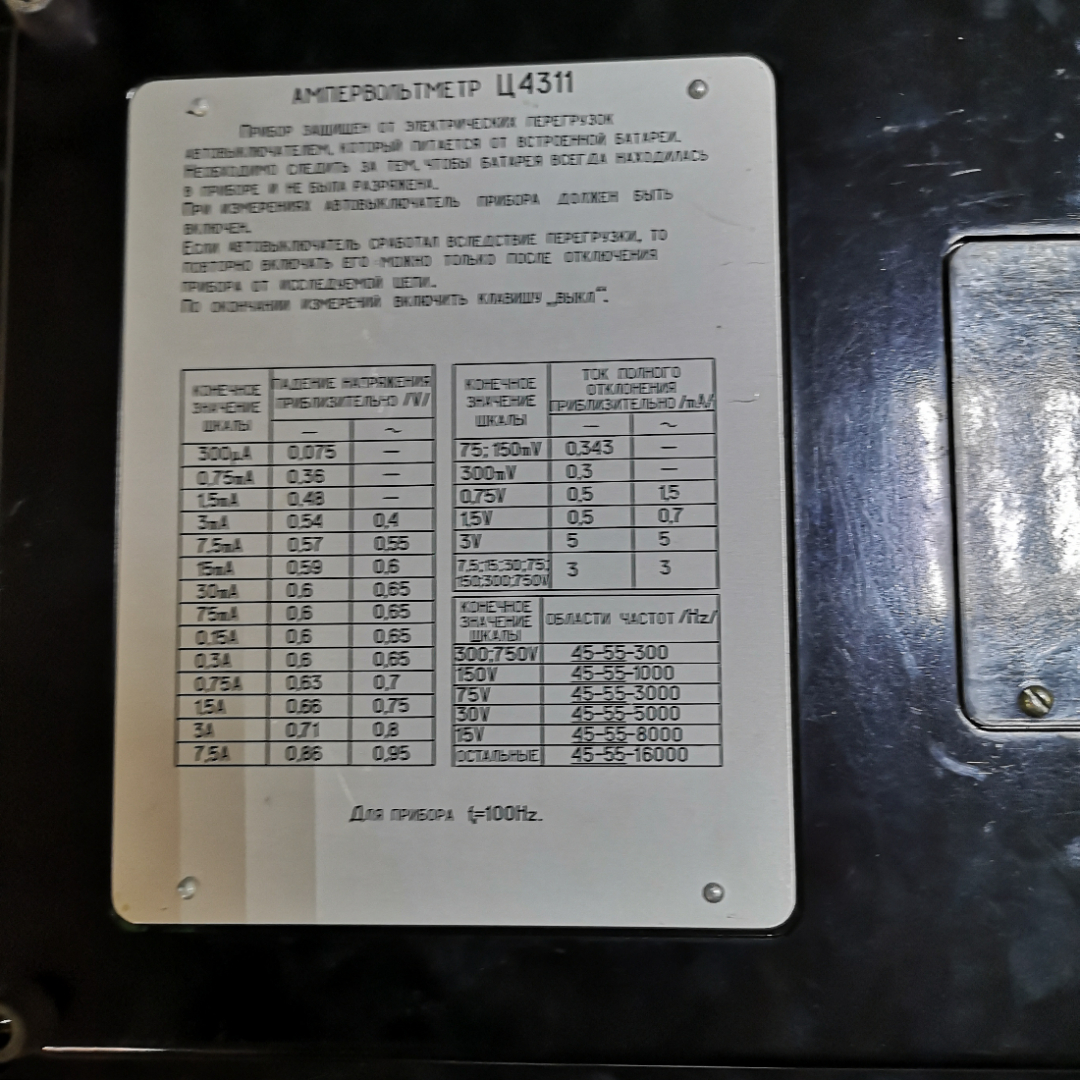 АМПЕРВОЛЬТМЕТР Ц4311
ПРИБОР ЗАЩИЩЕН ОТ ЭЛЕКТРИЧЕСКИХ ПЕРЕГРУЗОК
АВТОВЫКЛЮЧАТЕЛЕМ, КОТОРЫЙ ПИТАЕТСЯ ОТ ВСТРОЕННОЙ БАТАРЕИ.
НЕОБХОДИМО СЛЕДИТЬ ЗА ТЕМ, ЧТОБЫ БАТАРЕЯ ВСЕГДА НАХОДИЛАСЬ
В ПРИБОРЕ И НЕ БЫЛА РАЗРЯЖЕНА.
ПРИ ИЗМЕРЕНИЯХ АВТОВЫКЛЮЧАТЕЛЬ ПРИБОРА ДОЛЖЕН БЫТЬ
ВКЛЮЧЕН.
ЕСЛИ АВТОВЫКЛЮЧАТЕЛЬ СРАБОТАЛ ВСЛЕДСТВИЕ ПЕРЕГРУЗКИ, ТО
ПОВТОРНО ВКЛЮЧАТЬ ЕГО МОЖНО ТОЛЬКО ПОСЛЕ ОТКЛЮЧЕНИЯ
ПРИБОРА ОТ ИССЛЕДУЕМОЙ ЦЕПИ.
ПО ОКОНЧАНИИ ИЗМЕРЕНИЙ ВКЛЮЧИТЬ КЛАВИШУ „ВЫКЛ“.
КОНЕЧНОЕ ПАДЕНИЕ НАПРЯЖЕНИЯ
ЗНАЧЕНИЕ ПРИБЛИЗИТЕЛЬНО /V/
ШКАЛЫ — ~
300µA 0,075 —
0,75mA 0,36 —
1,5mA 0,48 —
3mA 0,54 0,4
7,5mA 0,57 0,55
15mA 0,59 0,6
30mA 0,6 0,65
75mA 0,6 0,65
0,15A 0,6 0,65
0,3A 0,6 0,65
0,75A 0,63 0,7
1,5A 0,66 0,75
3A 0,71 0,8
7,5A 0,86 0,95
КОНЕЧНОЕ ТОК ПОЛНОГО
ЗНАЧЕНИЕ ОТКЛОНЕНИЯ
ШКАЛЫ ПРИБЛИЗИТЕЛЬНО /mA/
— ~
75; 150mV 0,343 —
300mV 0,3 —
0,75V 0,5 1,5
1,5V 0,5 0,7
3V 5 5
7,5;15;30;75; 3 3
150;300;750V
КОНЕЧНОЕ
ЗНАЧЕНИЕ ОБЛАСТИ ЧАСТОТ /Hz/
ШКАЛЫ
300;750V 45-55-300
150V 45-55-1000
75V 45-55-3000
30V 45-55-5000
15V 45-55-8000
ОСТАЛЬНЫЕ 45-55-16000
ДЛЯ ПРИБОРА f=100Hz.